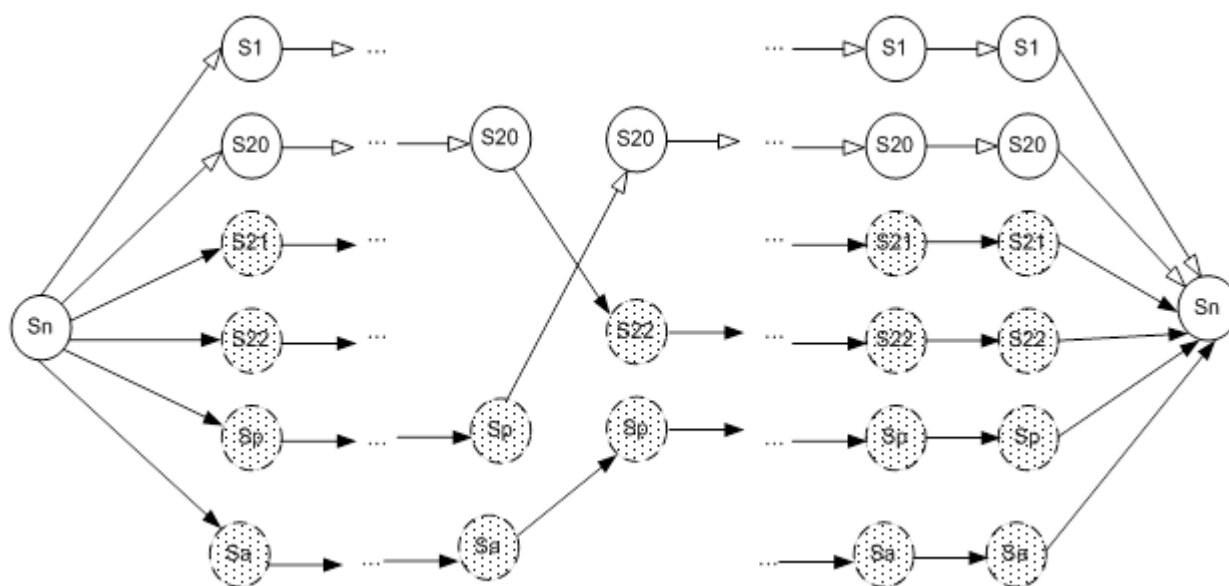 S1 ... ... S1 S1
S20 ... S20 S20 ... S20 S20
S21 ... ... S21 S21
Sn S22 ... S22 ... S22 S22 Sn
Sp ... Sp Sp ... Sp Sp
Sa ... Sa ... Sa Sa